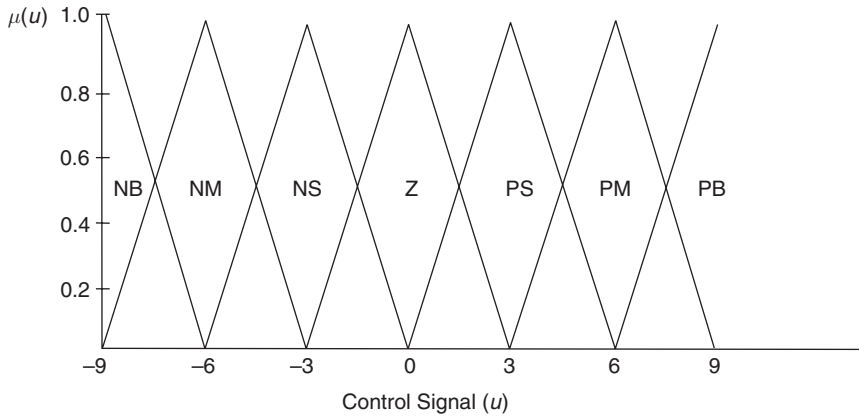 μ(u)
1.0
0.8
0.6
0.4
0.2
NB NM NS Z PS PM PB
–9 –6 –3 0 3 6 9
Control Signal (u)